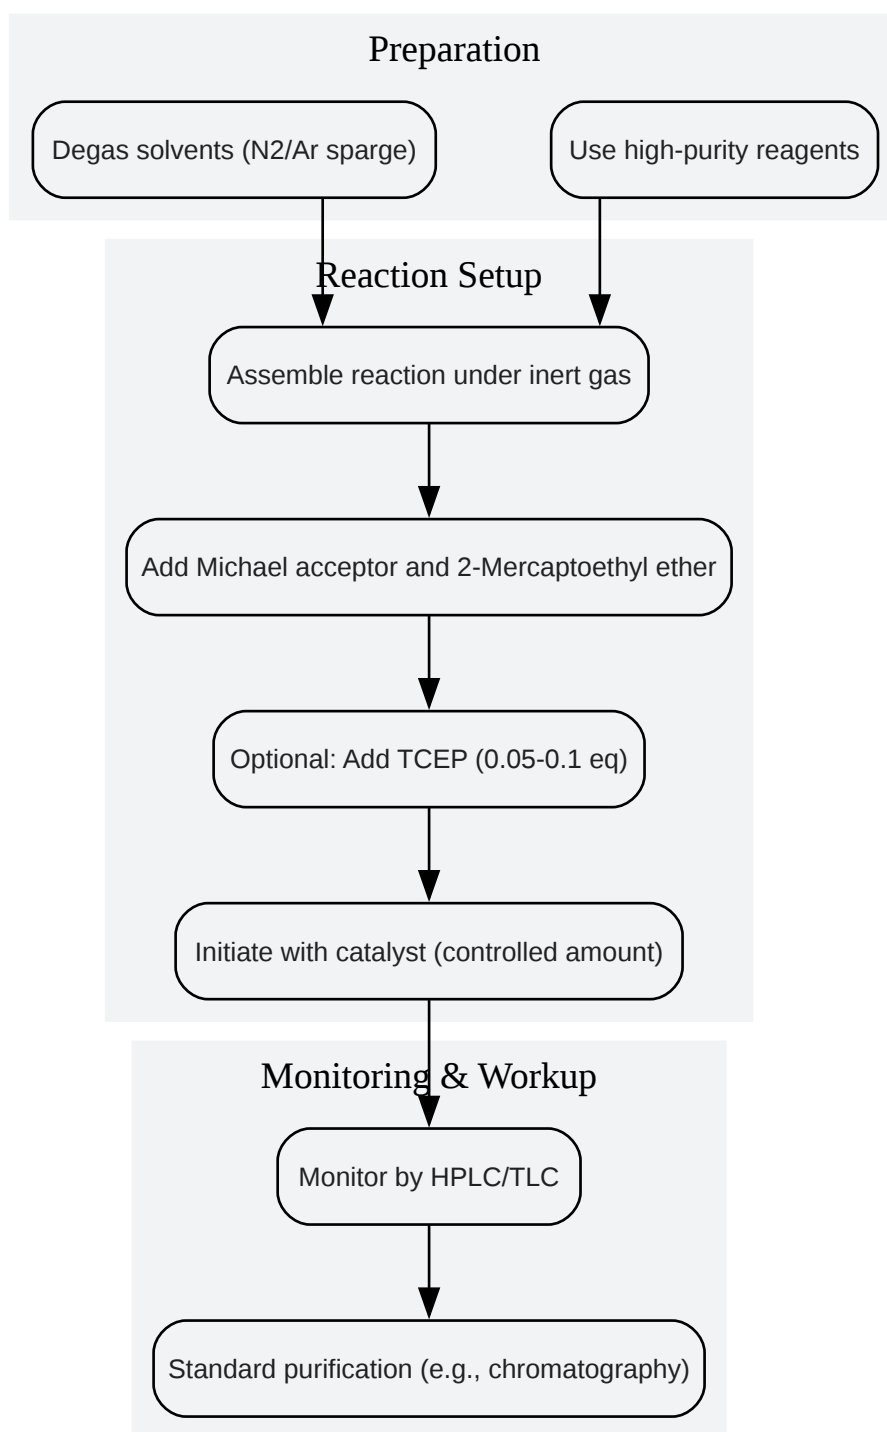 Preparation
Degas solvents (N2/Ar sparge)
Use high-purity reagents
Reaction Setup
Assemble reaction under inert gas
Add Michael acceptor and 2-Mercaptoethyl ether
Optional: Add TCEP (0.05-0.1 eq)
Initiate with catalyst (controlled amount)
Monitoring & Workup
Monitor by HPLC/TLC
Standard purification (e.g., chromatography)